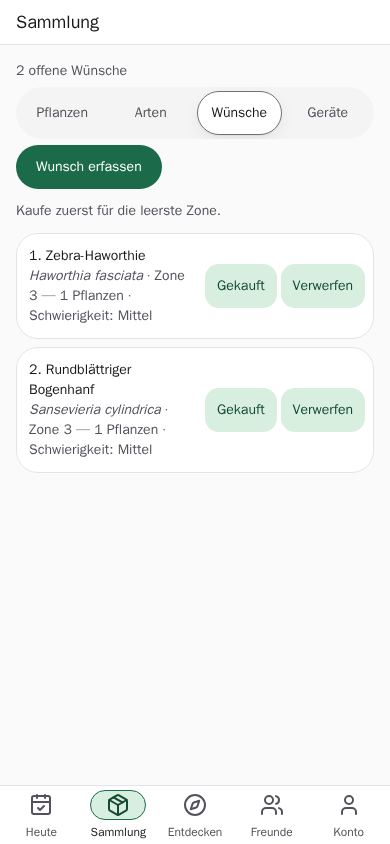 Sammlung
2 offene Wünsche
Pflanzen
Arten
Wünsche
Geräte
Wunsch erfassen
Kaufe zuerst für die leerste Zone.
1. Zebra-Haworthie
Haworthia fasciata · Zone
3 — 1 Pflanzen ·
Schwierigkeit: Mittel
Gekauft
Verwerfen
2. Rundblättriger
Bogenhanf
Sansevieria cylindrica ·
Zone 3 — 1 Pflanzen ·
Schwierigkeit: Mittel
Gekauft
Verwerfen
Heute
Sammlung
Entdecken
Freunde
Konto